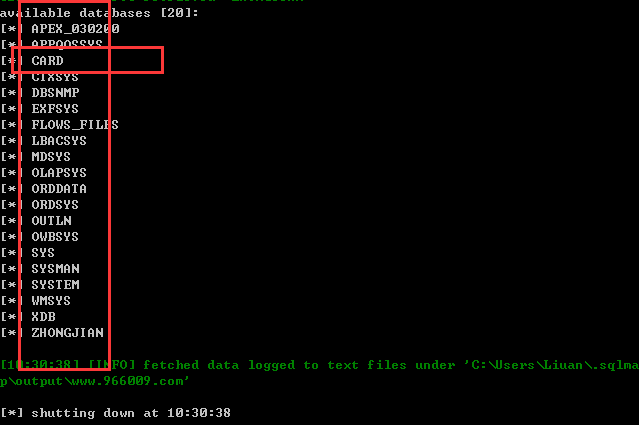 available databases [20]:
[*] APEX_030200
[*] APPQOSSYS
[*] CARD
[*] CTXSYS
[*] DBSNMP
[*] EXFSYS
[*] FLOWS_FILES
[*] LBACSYS
[*] MDSYS
[*] OLAPSYS
[*] ORDDATA
[*] ORDSYS
[*] OUTLN
[*] OWBSYS
[*] SYS
[*] SYSMAN
[*] SYSTEM
[*] WMSYS
[*] XDB
[*] ZHONGJIAN
[10:30:38] [INFO] fetched data logged to text files under 'C:\Users\Liuan\.sqlma
p\output\www.966009.com'
[*] shutting down at 10:30:38